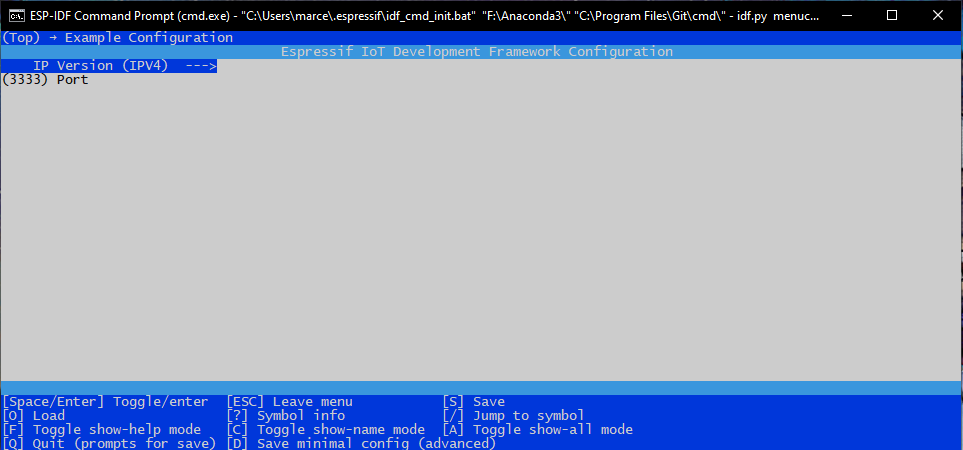 ESP-IDF Command Prompt (cmd.exe) - "C:\Users\marce\.espressif\idf_cmd_init.bat"  "F:\Anaconda3\" "C:\Program Files\Git\cmd\" - idf.py  menuc...
(Top) → Example Configuration
Espressif IoT Development Framework Configuration
IP Version (IPV4)  --->
(3333) Port
[Space/Enter] Toggle/enter  [ESC] Leave menu           [S] Save
[O] Load                    [?] Symbol info            [/] Jump to symbol
[F] Toggle show-help mode   [C] Toggle show-name mode  [A] Toggle show-all mode
[Q] Quit (prompts for save) [D] Save minimal config (advanced)